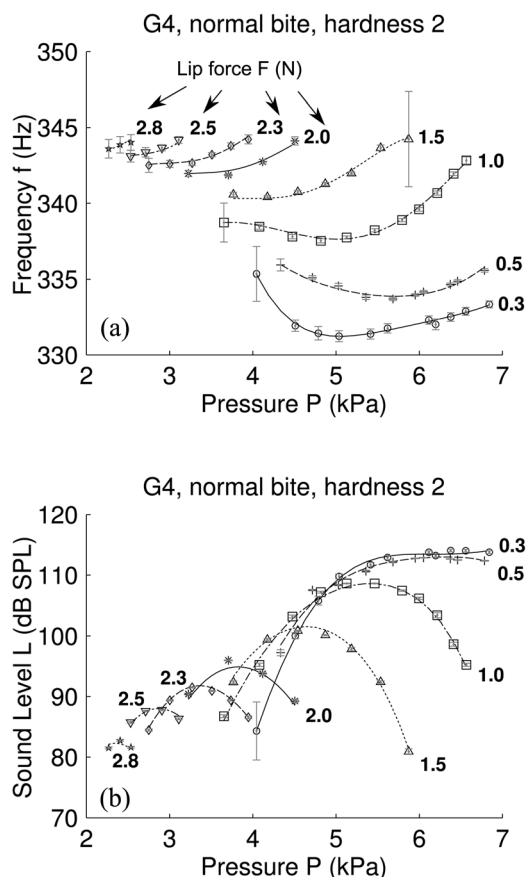 G4, normal bite, hardness 2
350
Lip force F (N)
2.8
2.5
2.3
2.0
1.5
345
1.0
340
0.5
335
0.3
(a)
330
2 3 4 5 6 7
Frequency f (Hz)
Pressure P (kPa)
G4, normal bite, hardness 2
120
0.3
110
0.5
100
2.3
1.0
90
2.5
2.0
80
2.8
1.5
(b)
70
2 3 4 5 6 7
Sound Level L (dB SPL)
Pressure P (kPa)